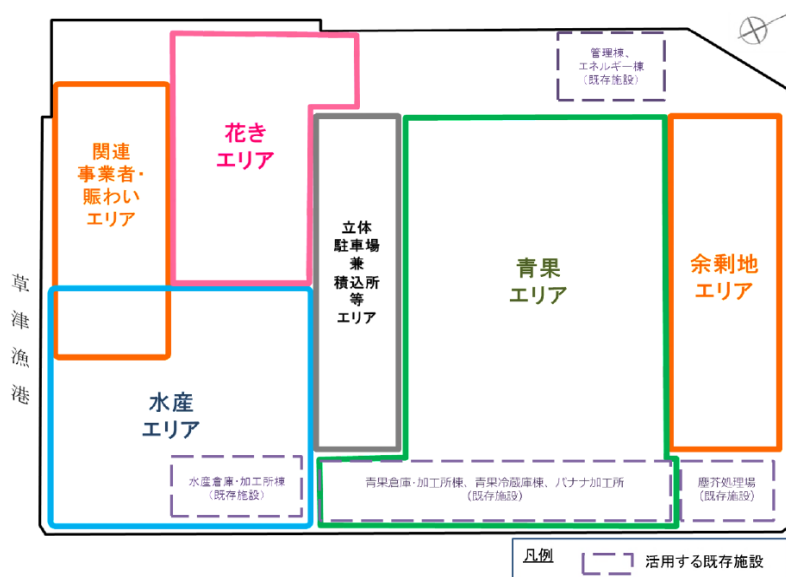 管理棟、
エネルギー棟
(既存施設)
花き
エリア
関連
事業者・
賑わい
エリア
立体
駐車場
兼
積込所
等
エリア
青果
エリア
余剰地
エリア
草津漁港
水産
エリア
水産倉庫・加工所棟
(既存施設)
青果倉庫・加工所棟、青果冷蔵庫棟、バナナ加工所
(既存施設)
塵芥処理場
(既存施設)
凡例
活用する既存施設